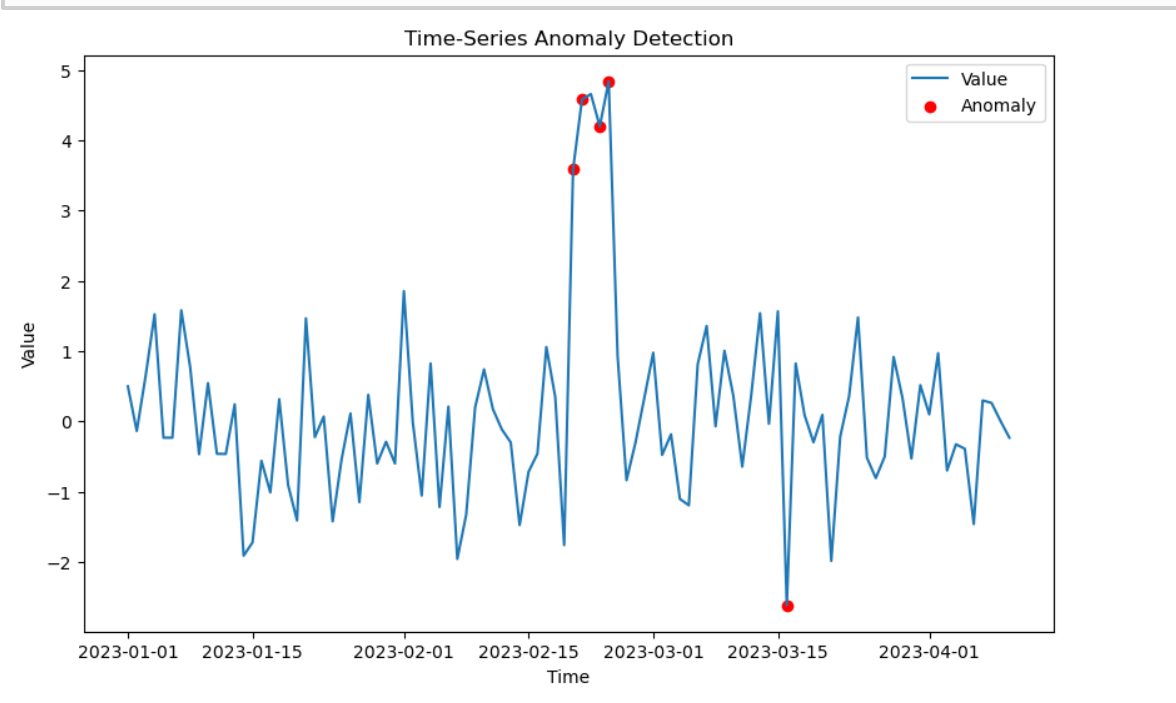 Time-Series Anomaly Detection
Value
Anomaly
5
4
3
2
1
0
−1
−2
Value
2023-01-01 2023-01-15 2023-02-01 2023-02-15 2023-03-01 2023-03-15 2023-04-01
Time